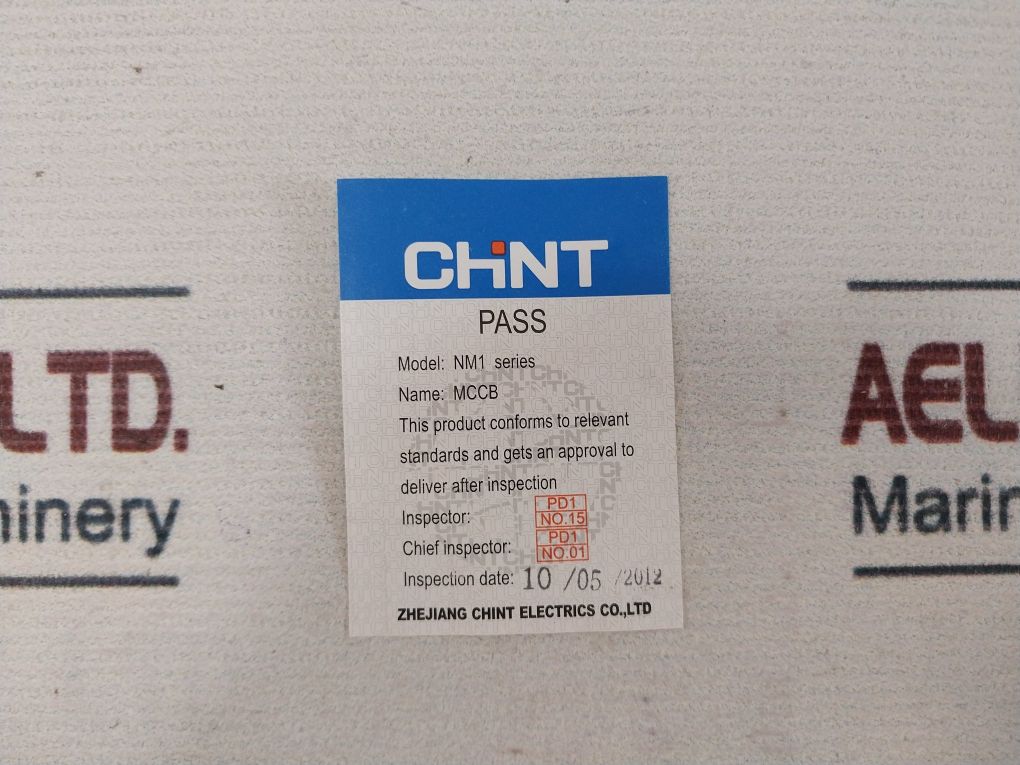 CHINT
PASS
Model: NM1 series
Name: MCCB
This product conforms to relevant
standards and gets an approval to
deliver after inspection
Inspector: PD1 NO.15
Chief inspector: PD1 NO.01
Inspection date: 10 /05 /2012
ZHEJIANG CHINT ELECTRICS CO.,LTD
LTD.
hinery
AEL
Marin